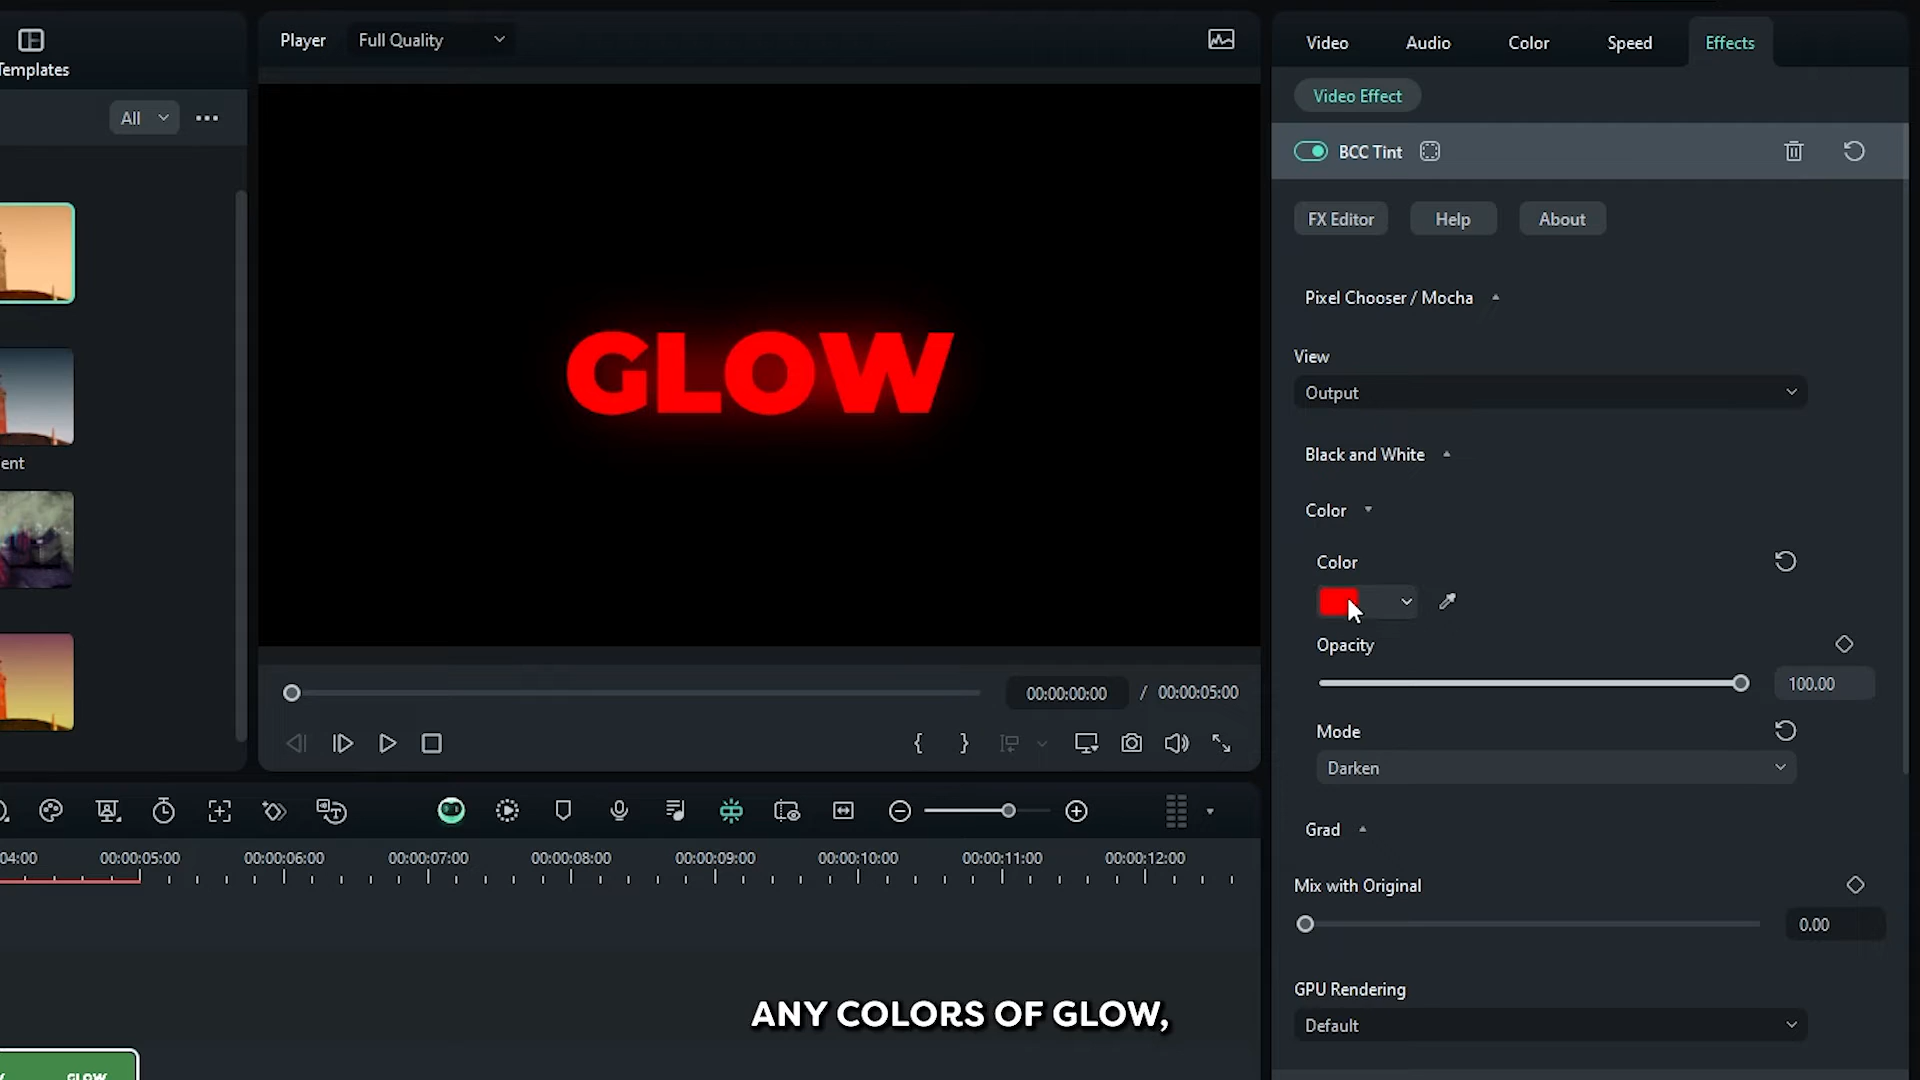 Templates
All
ent
Player
Full Quality
GLOW
00:00:00:00 / 00:00:05:00
{ }
Video
Audio
Color
Speed
Effects
Video Effect
BCC Tint
FX Editor
Help
About
Pixel Chooser / Mocha
View
Output
Black and White
Color
Color
Opacity
100.00
Mode
Darken
Grad
Mix with Original
0.00
GPU Rendering
Default
04:00
00:00:05:00
00:00:06:00
00:00:07:00
00:00:08:00
00:00:09:00
00:00:10:00
00:00:11:00
00:00:12:00
ANY COLORS OF GLOW,
GLOW